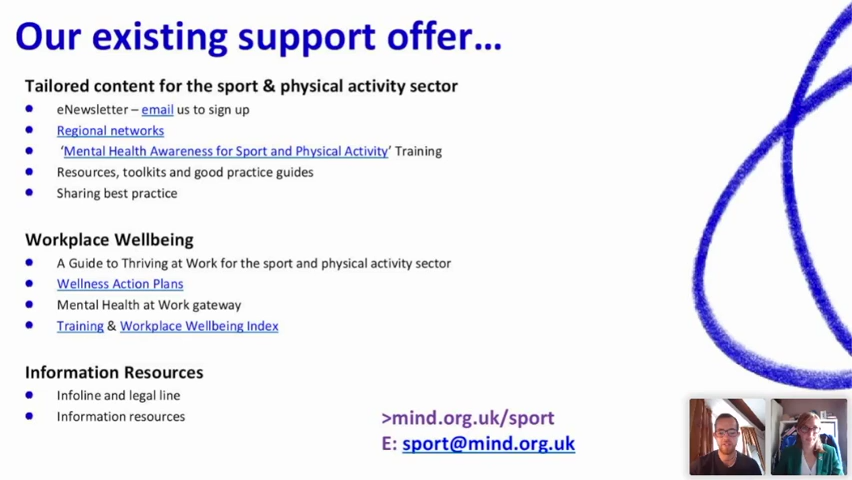 Our existing support offer...
Tailored content for the sport & physical activity sector
eNewsletter – email us to sign up
Regional networks
'Mental Health Awareness for Sport and Physical Activity' Training
Resources, toolkits and good practice guides
Sharing best practice
Workplace Wellbeing
A Guide to Thriving at Work for the sport and physical activity sector
Wellness Action Plans
Mental Health at Work gateway
Training & Workplace Wellbeing Index
Information Resources
Infoline and legal line
Information resources
>mind.org.uk/sport
E: sport@mind.org.uk